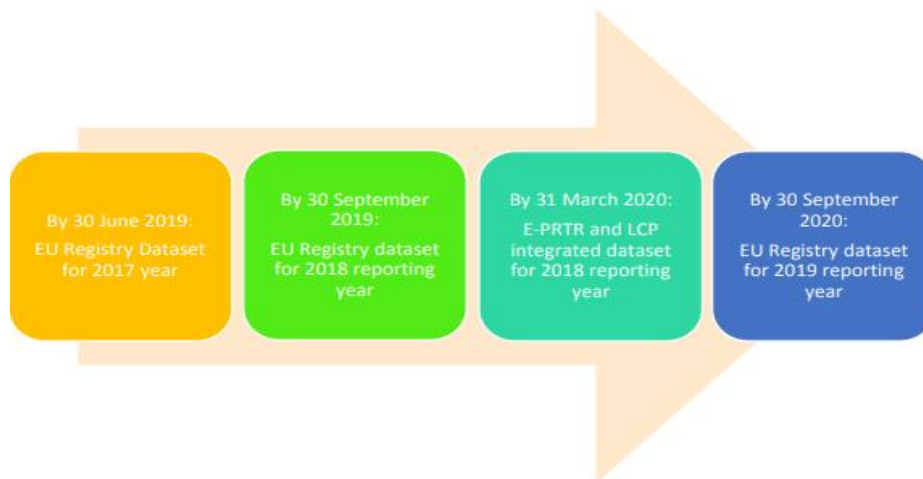 By 30 June 2019:
EU Registry Dataset
for 2017 year
By 30 September
2019:
EU Registry dataset
for 2018 reporting
year
By 31 March 2020:
E-PRTR and LCP
integrated dataset
for 2018 reporting
year
By 30 September
2020:
EU Registry dataset
for 2019 reporting
year